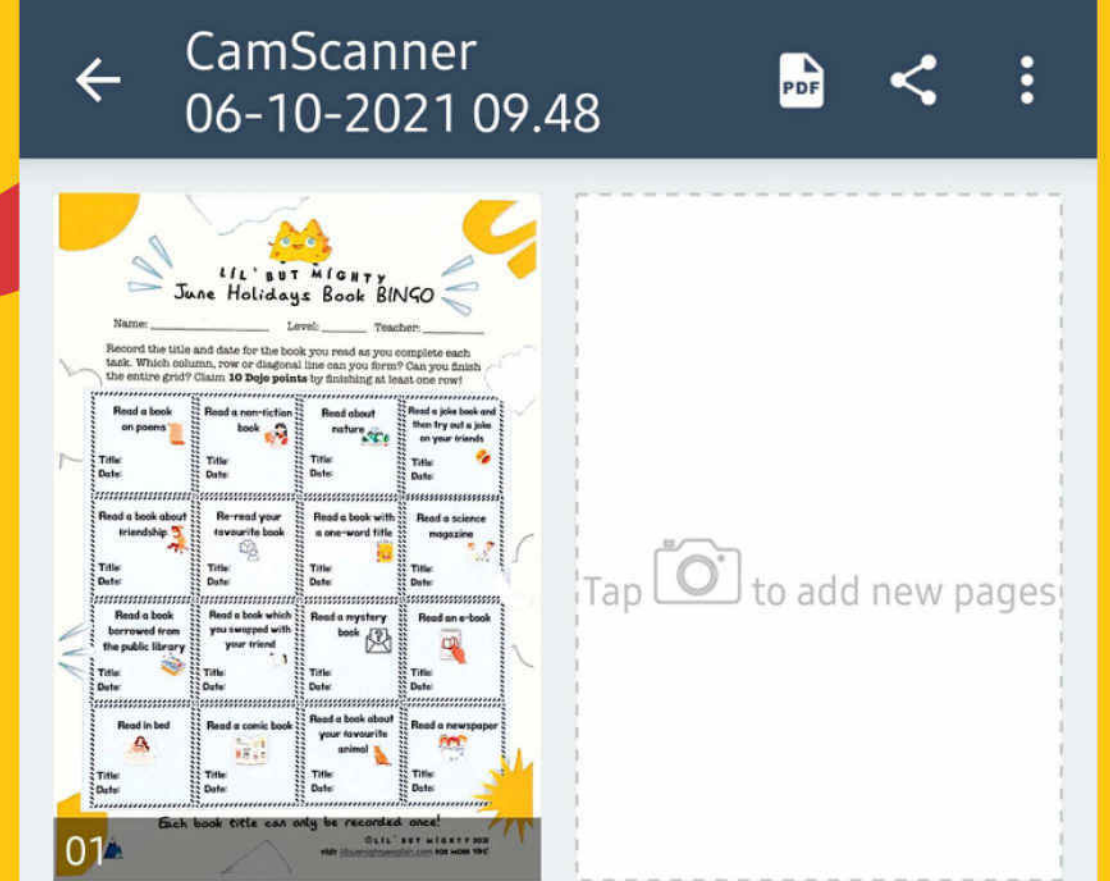 CamScanner
06-10-2021 09.48
PDF
LIL' BUT MIGHTY
June Holidays Book BINGO
Name: Level: Teacher:
Record the title and date for the book you read as you complete each
task. Which column, row or diagonal line can you form? Can you finish
the entire grid? Claim 10 Dojo points by finishing at least one row!
Read a book
on poems
Title:
Date:
Read a non-fiction
book
Title:
Date:
Read about
nature
Title:
Date:
Read a joke book and
then try out a joke
on your friends
Title:
Date:
Read a book about
friendship
Title:
Date:
Re-read your
favourite book
Title:
Date:
Read a book with
a one-word title
Title:
Date:
Read a science
magazine
Title:
Date:
Read a book
borrowed from
the public library
Title:
Date:
Read a book which
you swapped with
your friend
Title:
Date:
Read a mystery
book
Title:
Date:
Read an e-book
Title:
Date:
Read in bed
Title:
Date:
Read a comic book
Title:
Date:
Read a book about
your favourite
animal
Title:
Date:
Read a newspaper
Title:
Date:
Each book title can only be recorded once!
©LIL' BUT MIGHTY 2021
01
Tap to add new pages